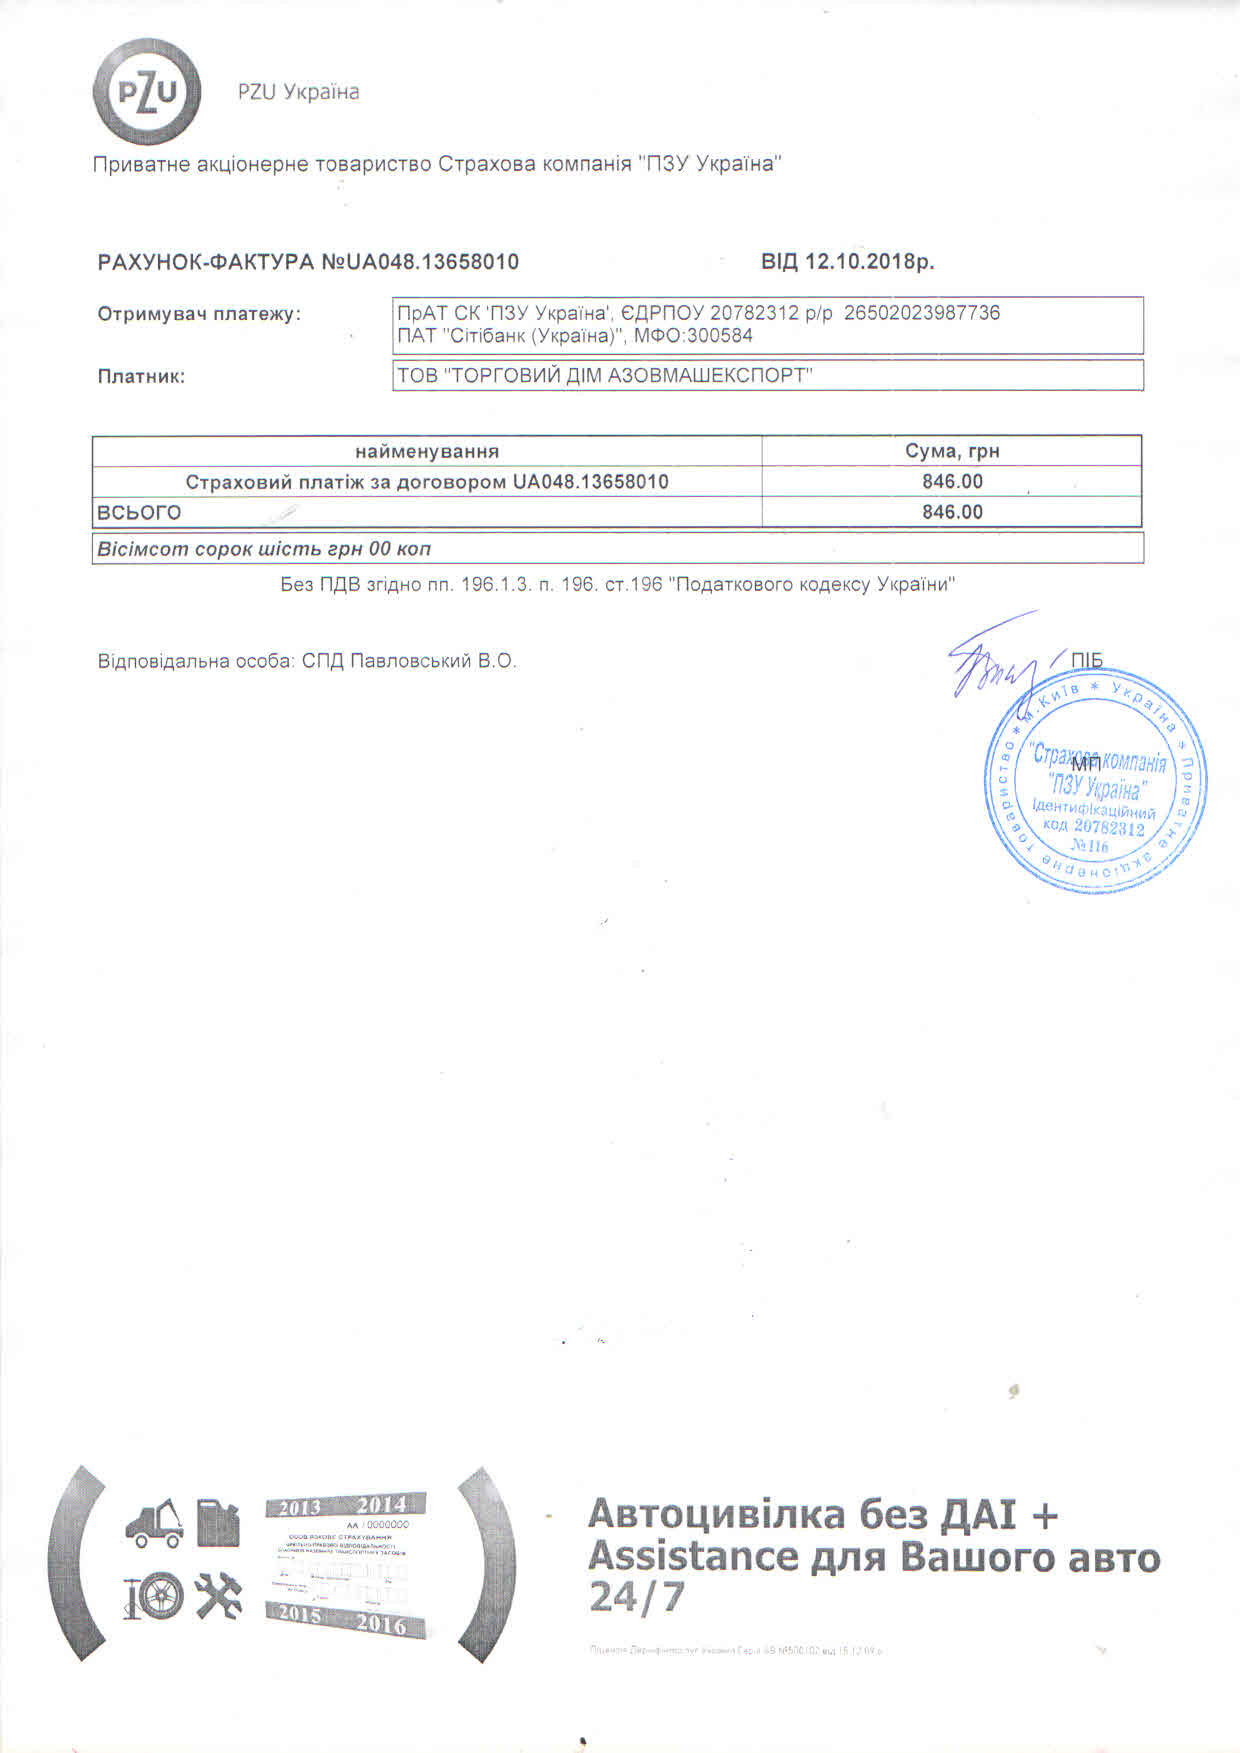 PZU
PZU Україна
Приватне акціонерне товариство Страхова компанія "ПЗУ Україна"
РАХУНОК-ФАКТУРА №UA048.13658010 ВІД 12.10.2018р.
Отримувач платежу: ПрАТ СК 'ПЗУ Україна', ЄДРПОУ 20782312 р/р 26502023987736
ПАТ "Сітібанк (Україна)", МФО:300584
Платник: ТОВ "ТОРГОВИЙ ДІМ АЗОВМАШЕКСПОРТ"
найменування Сума, грн
Страховий платіж за договором UA048.13658010 846.00
ВСЬОГО 846.00
Вісімсот сорок шість грн 00 коп
Без ПДВ згідно пп. 196.1.3. п. 196. ст.196 "Податкового кодексу України"
Відповідальна особа: СПД Павловський В.О. ПІБ
м.Київ * Україна * Приватне акціонерне товариство *
"Страхова компанія
МП
"ПЗУ Україна"
Ідентифікаційний
код 20782312
№116
2013 2014
АА / 0000000
2015 2016
Автоцивілка без ДАІ +
Assistance для Вашого авто
24/7